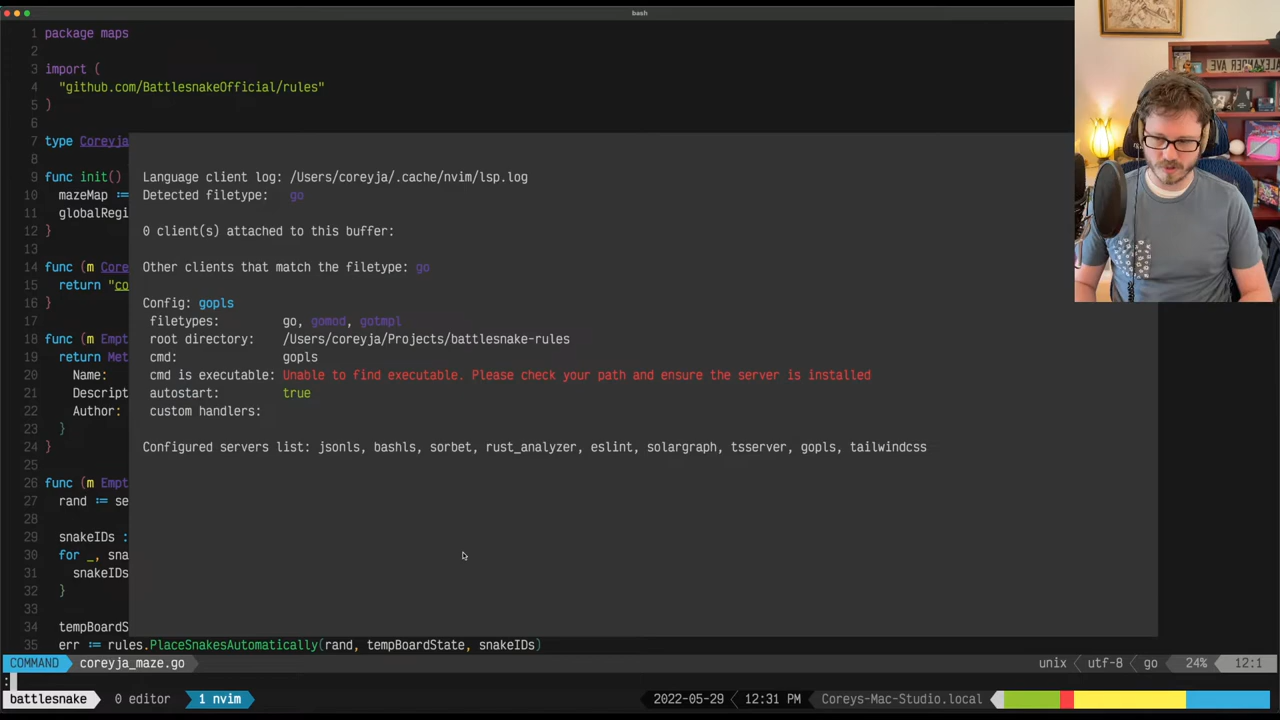 bash
1 package maps
2
3 import (
4 "github.com/BattlesnakeOfficial/rules"
5 )
6
7 type Coreyja
8
9 func init()
10 mazeMap :=
11 globalRegi
12 }
13
14 func (m Core
15 return "co
16 }
17
18 func (m Empt
19 return Met
20 Name:
21 Descript
22 Author:
23 }
24 }
25
26 func (m Empt
27 rand := se
28
29 snakeIDs :
30 for _, sna
31 snakeIDs
32 }
33
34 tempBoardS
35 err := rules.PlaceSnakesAutomatically(rand, tempBoardState, snakeIDs)
Language client log: /Users/coreyja/.cache/nvim/lsp.log
Detected filetype: go
0 client(s) attached to this buffer:
Other clients that match the filetype: go
Config: gopls
filetypes: go, gomod, gotmpl
root directory: /Users/coreyja/Projects/battlesnake-rules
cmd: gopls
cmd is executable: Unable to find executable. Please check your path and ensure the server is installed
autostart: true
custom handlers:
Configured servers list: jsonls, bashls, sorbet, rust_analyzer, eslint, solargraph, tsserver, gopls, tailwindcss
COMMAND coreyja_maze.go unix utf-8 go 24% 12:1
:
battlesnake 0 editor 1 nvim 2022-05-29 12:31 PM Coreys-Mac-Studio.local
ALEXANDER AVE